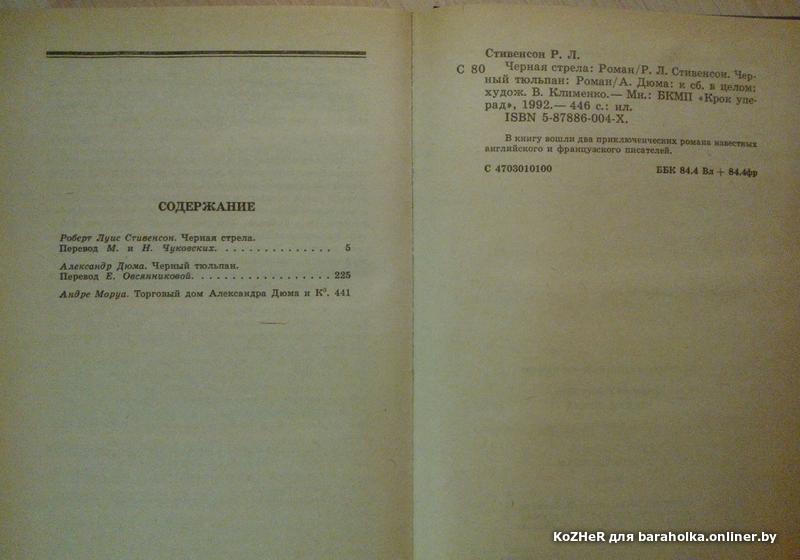 СОДЕРЖАНИЕ
Роберт Луис Стивенсон. Черная стрела.
Перевод М. и Н. Чуковских. . . . . . . . . . . . . . . 5
Александр Дюма. Черный тюльпан.
Перевод Е. Овсянниковой. . . . . . . . . . . . . . . . . 225
Андре Моруа. Торговый дом Александра Дюма и К⁰. 441
Стивенсон Р. Л.
С 80 Черная стрела: Роман/Р. Л. Стивенсон. Чер-
ный тюльпан: Роман/А. Дюма: к сб. в целом:
худож. В. Клименко.— Мн.: БКМП «Крок упе-
рад», 1992.— 446 с.: ил.
ISBN 5-87886-004-X.
В книгу вошли два приключенческих романа известных
английского и французского писателей.
С 4703010100 ББК 84.4 Вл + 84.4фр
KoZHeR для baraholka.onliner.by